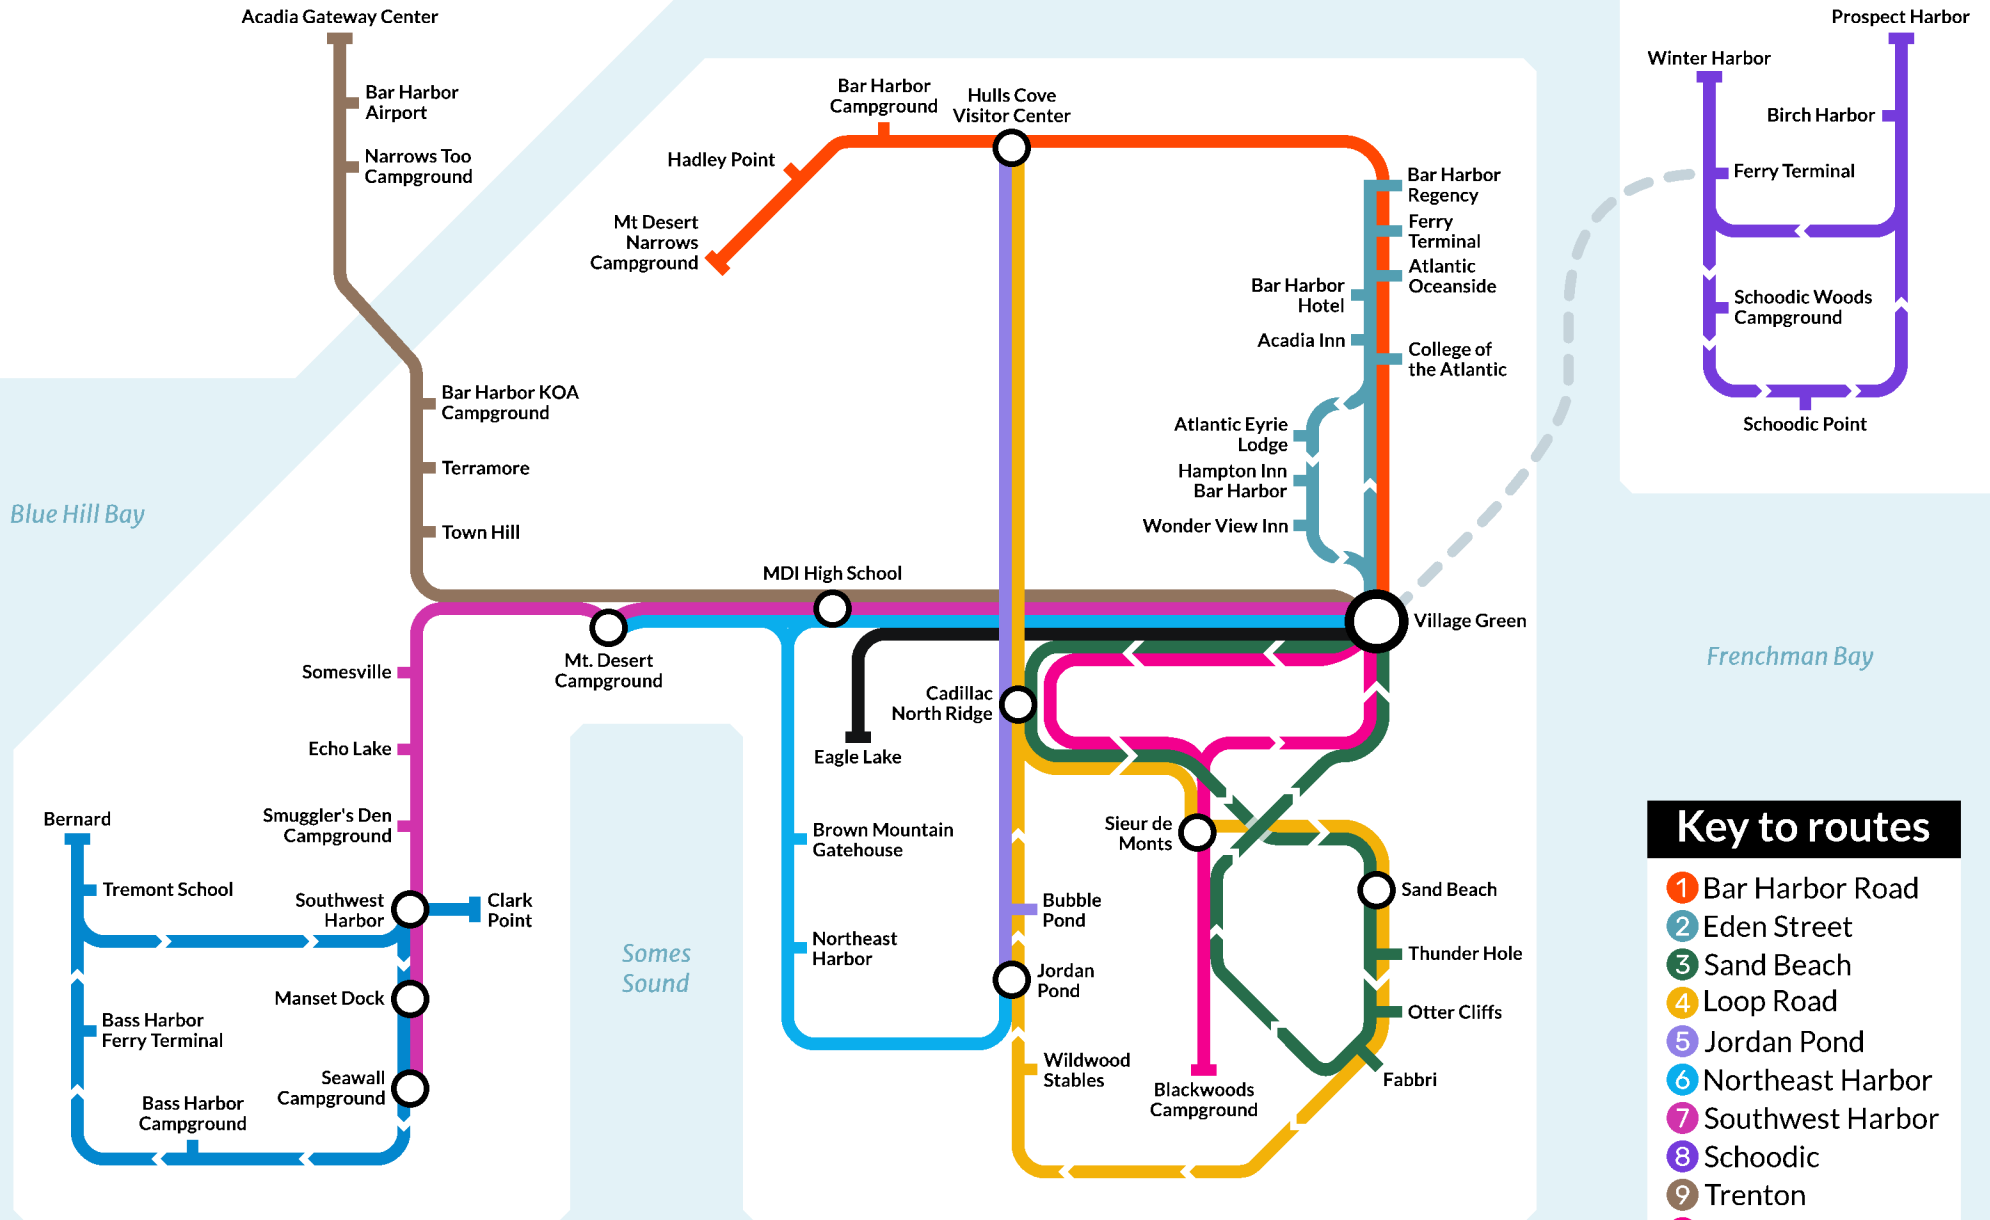 Acadia Gateway Center
Bar Harbor
Airport
Narrows Too
Campground
Bar Harbor KOA
Campground
Terramore
Town Hill
Blue Hill Bay
Bar Harbor
Campground
Hulls Cove
Visitor Center
Hadley Point
Mt Desert
Narrows
Campground
Bar Harbor
Regency
Ferry
Terminal
Atlantic
Oceanside
Bar Harbor
Hotel
Acadia Inn
College of
the Atlantic
Atlantic Eyrie
Lodge
Hampton Inn
Bar Harbor
Wonder View Inn
Prospect Harbor
Winter Harbor
Birch Harbor
Ferry Terminal
Schoodic Woods
Campground
Schoodic Point
MDI High School
Mt. Desert
Campground
Village Green
Frenchman Bay
Somesville
Echo Lake
Smuggler's Den
Campground
Bernard
Tremont School
Southwest
Harbor
Clark
Point
Manset Dock
Bass Harbor
Ferry Terminal
Seawall
Campground
Bass Harbor
Campground
Somes
Sound
Cadillac
North Ridge
Eagle Lake
Brown Mountain
Gatehouse
Northeast
Harbor
Bubble
Pond
Jordan
Pond
Wildwood
Stables
Sieur de
Monts
Blackwoods
Campground
Sand Beach
Thunder Hole
Otter Cliffs
Fabbri
Key to routes
1 Bar Harbor Road
2 Eden Street
3 Sand Beach
4 Loop Road
5 Jordan Pond
6 Northeast Harbor
7 Southwest Harbor
8 Schoodic
9 Trenton